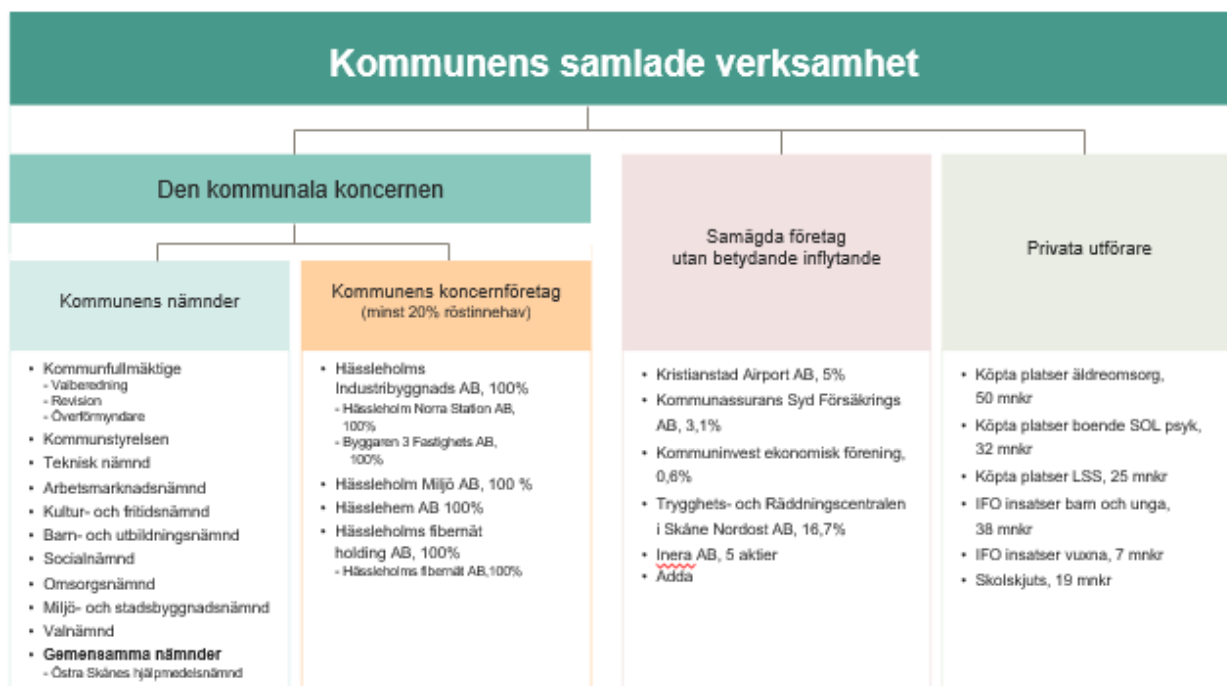 Kommunens samlade verksamhet
Den kommunala koncernen
Kommunens nämnder
• Kommunfullmäktige
- Valberedning
- Revision
- Överförmyndare
• Kommunstyrelsen
• Teknisk nämnd
• Arbetsmarknadsnämnd
• Kultur- och fritidsnämnd
• Barn- och utbildningsnämnd
• Socialnämnd
• Omsorgsnämnd
• Miljö- och stadsbyggnadsnämnd
• Valnämnd
• Gemensamma nämnder
- Östra Skånes hjälpmedelsnämnd
Kommunens koncernföretag
(minst 20% röstinnehav)
• Hässleholms
Industribyggnads AB, 100%
- Hässleholm Norra Station AB,
100%
- Byggaren 3 Fastighets AB,
100%
• Hässleholm Miljö AB, 100 %
• Hässlehem AB 100%
• Hässleholms fibernät
holding AB, 100%
- Hässleholms fibernät AB,100%
Samägda företag
utan betydande inflytande
• Kristianstad Airport AB, 5%
• Kommunassurans Syd Försäkrings
AB, 3,1%
• Kommuninvest ekonomisk förening,
0,6%
• Trygghets- och Räddningscentralen
i Skåne Nordost AB, 16,7%
• Inera AB, 5 aktier
• Adda
Privata utförare
• Köpta platser äldreomsorg,
50 mnkr
• Köpta platser boende SOL psyk,
32 mnkr
• Köpta platser LSS, 25 mnkr
• IFO insatser barn och unga,
38 mnkr
• IFO insatser vuxna, 7 mnkr
• Skolskjuts, 19 mnkr